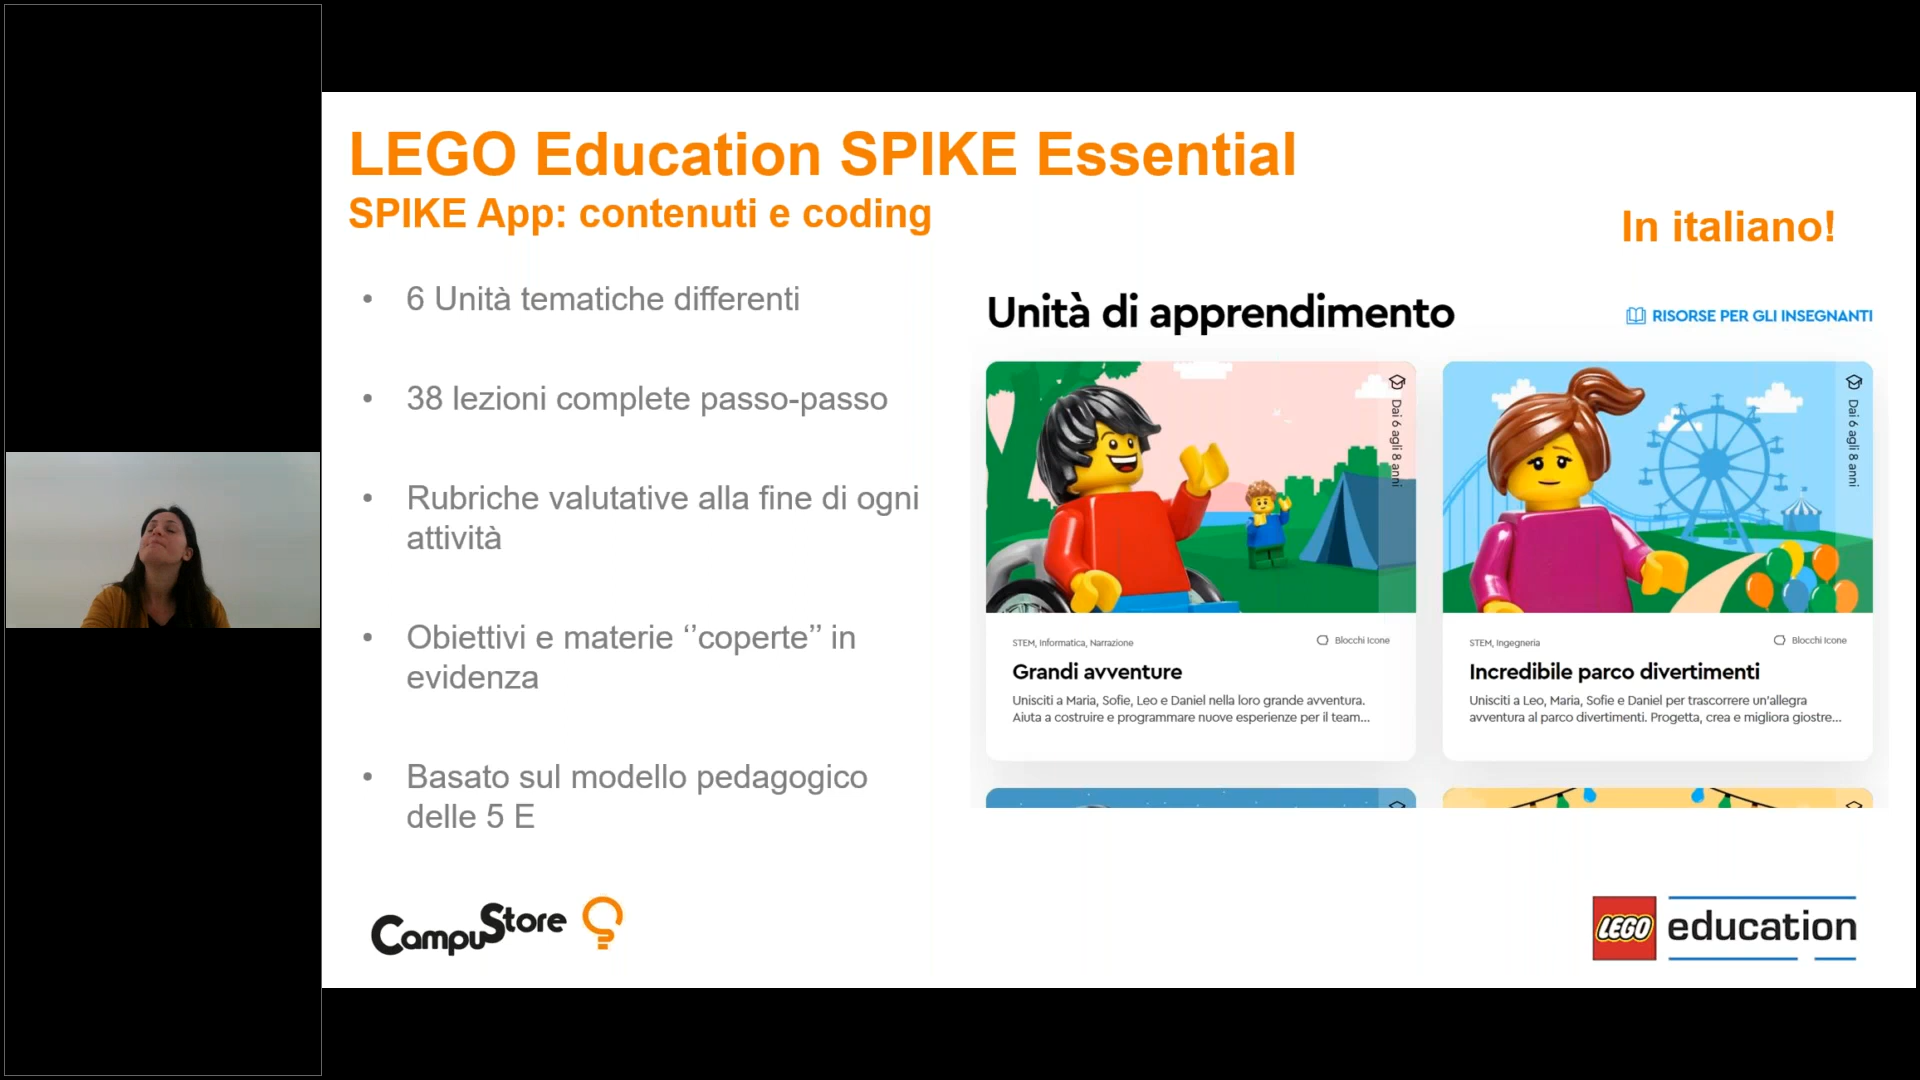 LEGO Education SPIKE Essential
SPIKE App: contenuti e coding
In italiano!
• 6 Unità tematiche differenti
• 38 lezioni complete passo-passo
• Rubriche valutative alla fine di ogni
attività
• Obiettivi e materie ‘’coperte’’ in
evidenza
• Basato sul modello pedagogico
delle 5 E
Unità di apprendimento
RISORSE PER GLI INSEGNANTI
Dai 6 agli 8 anni
STEM, Informatica, Narrazione
Blocchi Icone
Grandi avventure
Unisciti a Maria, Sofie, Leo e Daniel nella loro grande avventura.
Aiuta a costruire e programmare nuove esperienze per il team...
Dai 6 agli 8 anni
STEM, Ingegneria
Blocchi Icone
Incredibile parco divertimenti
Unisciti a Leo, Maria, Sofie e Daniel per trascorrere un'allegra
avventura al parco divertimenti. Progetta, crea e migliora giostre...
CampuStore
LEGO education